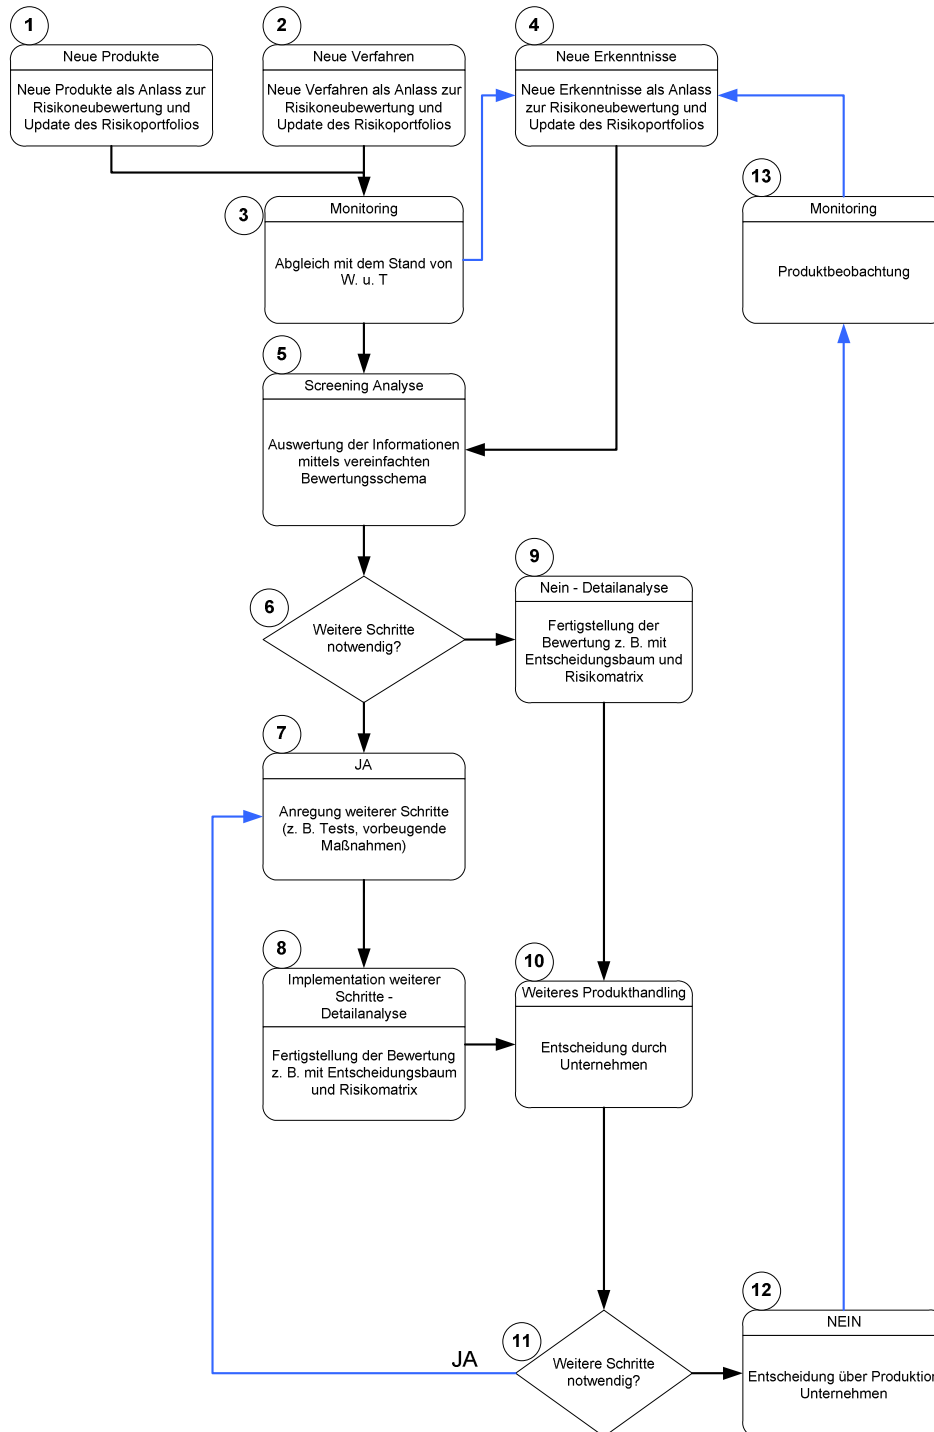 1
Neue Produkte
Neue Produkte als Anlass zur
Risikoneubewertung und
Update des Risikoportfolios
2
Neue Verfahren
Neue Verfahren als Anlass zur
Risikoneubewertung und
Update des Risikoportfolios
4
Neue Erkenntnisse
Neue Erkenntnisse als Anlass
zur Risikoneubewertung und
Update des Risikoportfolios
3
Monitoring
Abgleich mit dem Stand von
W. u. T
13
Monitoring
Produktbeobachtung
5
Screening Analyse
Auswertung der Informationen
mittels vereinfachten
Bewertungsschema
6
Weitere Schritte
notwendig?
9
Nein - Detailanalyse
Fertigstellung der
Bewertung z. B. mit
Entscheidungsbaum und
Risikomatrix
7
JA
Anregung weiterer Schritte
(z. B. Tests, vorbeugende
Maßnahmen)
8
Implementation weiterer
Schritte -
Detailanalyse
Fertigstellung der Bewertung
z. B. mit Entscheidungsbaum
und Risikomatrix
10
Weiteres Produkthandling
Entscheidung durch
Unternehmen
11
Weitere Schritte
notwendig?
JA
12
NEIN
Entscheidung über Produktion
Unternehmen